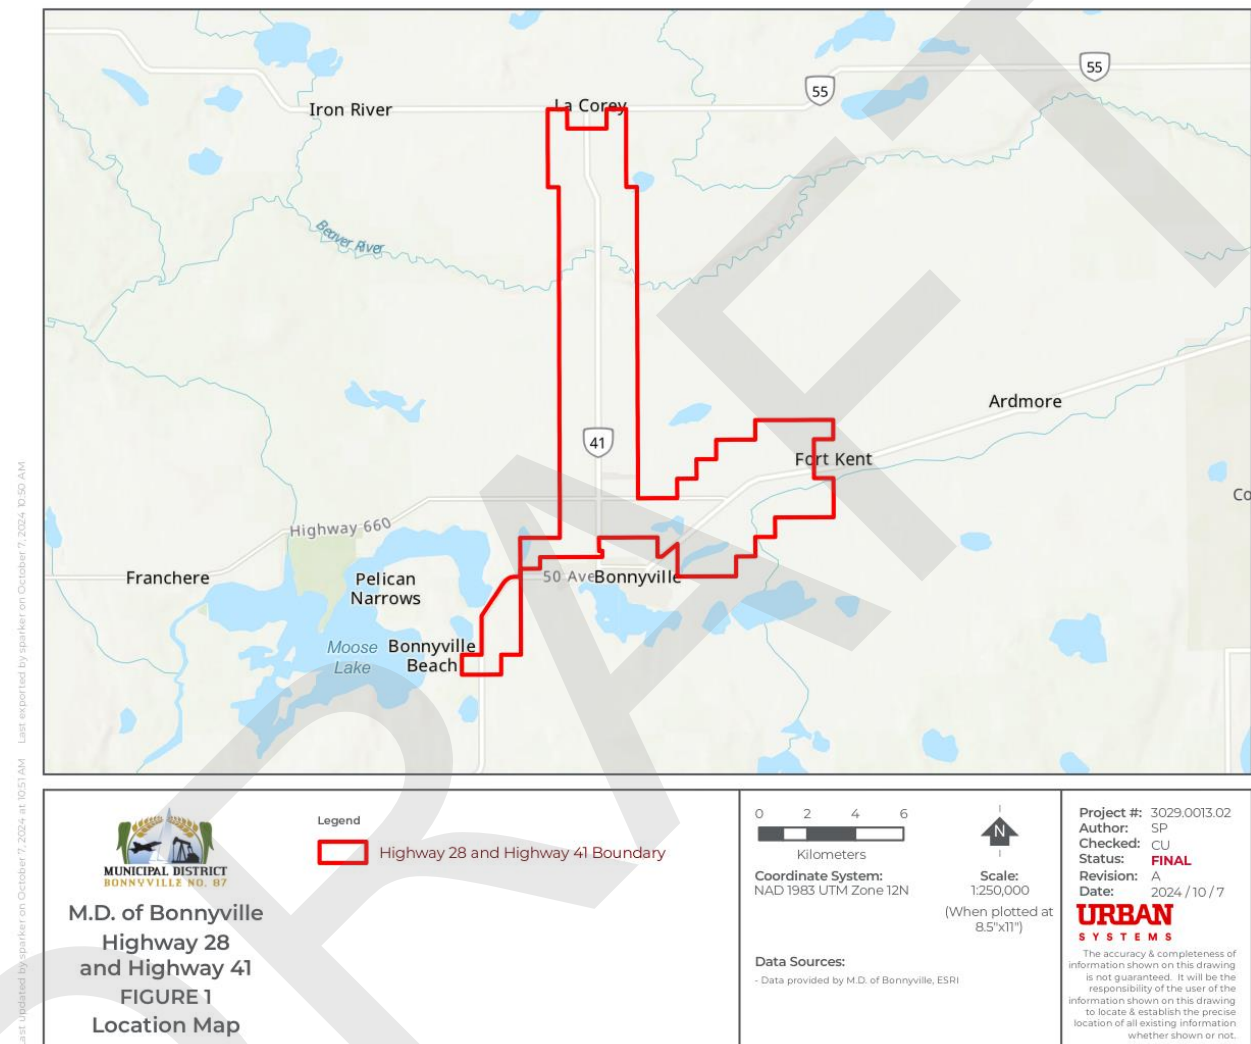 55
55
Iron River
La Corey
Beaver River
Ardmore
41
Fort Kent
Co
Highway 660
Franchere
Pelican
Narrows
50 Ave
Bonnyville
Moose
Lake
Bonnyville
Beach
DRAFT
Last updated by sparker on October 7, 2024 at 10:51 AM Last exported by sparker on October 7, 2024 10:50 AM
MUNICIPAL DISTRICT
BONNYVILLE NO. 87
M.D. of Bonnyville
Highway 28
and Highway 41
FIGURE 1
Location Map
Legend
Highway 28 and Highway 41 Boundary
0 2 4 6
Kilometers
Coordinate System:
NAD 1983 UTM Zone 12N
N
Scale:
1:250,000
(When plotted at
8.5"x11")
Data Sources:
- Data provided by M.D. of Bonnyville, ESRI
Project #: 3029.0013.02
Author: SP
Checked: CU
Status: FINAL
Revision: A
Date: 2024 / 10 / 7
URBAN
SYSTEMS
The accuracy & completeness of
information shown on this drawing
is not guaranteed. It will be the
responsibility of the user of the
information shown on this drawing
to locate & establish the precise
location of all existing information
whether shown or not.